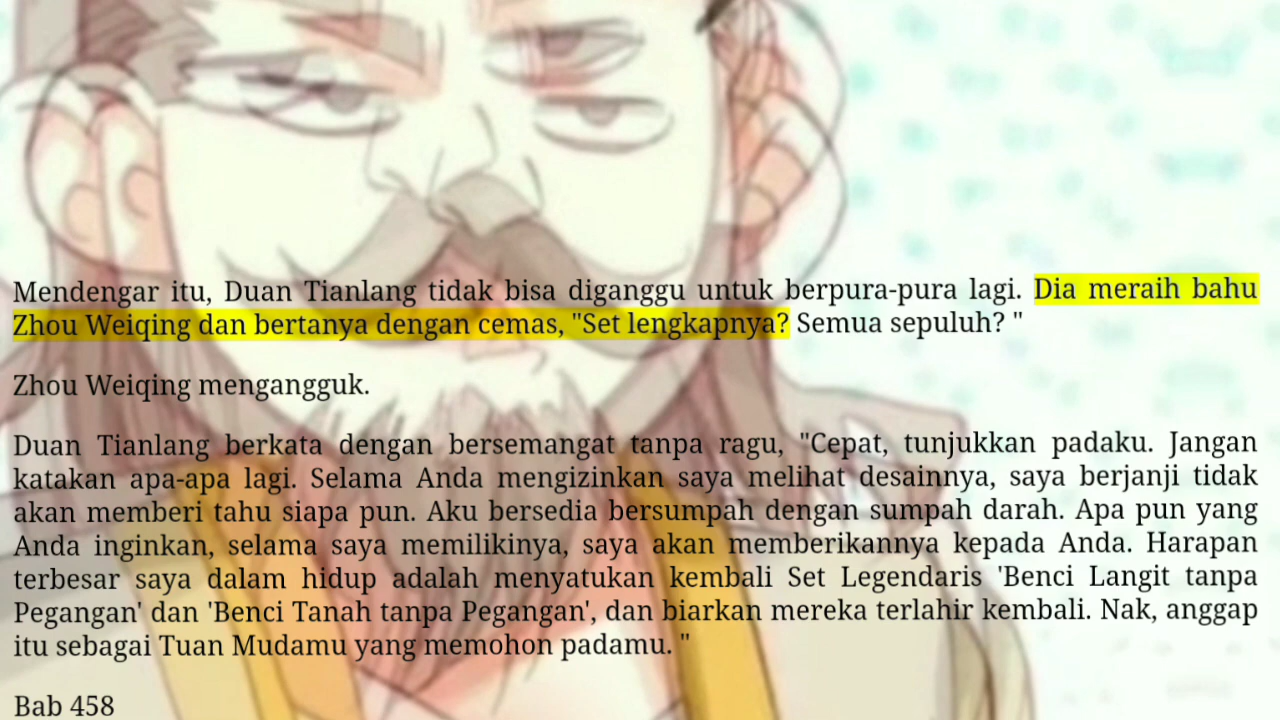 Mendengar itu, Duan Tianlang tidak bisa diganggu untuk berpura-pura lagi. Dia meraih bahu
Zhou Weiqing dan bertanya dengan cemas, "Set lengkapnya? Semua sepuluh? "
Zhou Weiqing mengangguk.
Duan Tianlang berkata dengan bersemangat tanpa ragu, "Cepat, tunjukkan padaku. Jangan
katakan apa-apa lagi. Selama Anda mengizinkan saya melihat desainnya, saya berjanji tidak
akan memberi tahu siapa pun. Aku bersedia bersumpah dengan sumpah darah. Apa pun yang
Anda inginkan, selama saya memilikinya, saya akan memberikannya kepada Anda. Harapan
terbesar saya dalam hidup adalah menyatukan kembali Set Legendaris 'Benci Langit tanpa
Pegangan' dan 'Benci Tanah tanpa Pegangan', dan biarkan mereka terlahir kembali. Nak, anggap
itu sebagai Tuan Mudamu yang memohon padamu. "
Bab 458